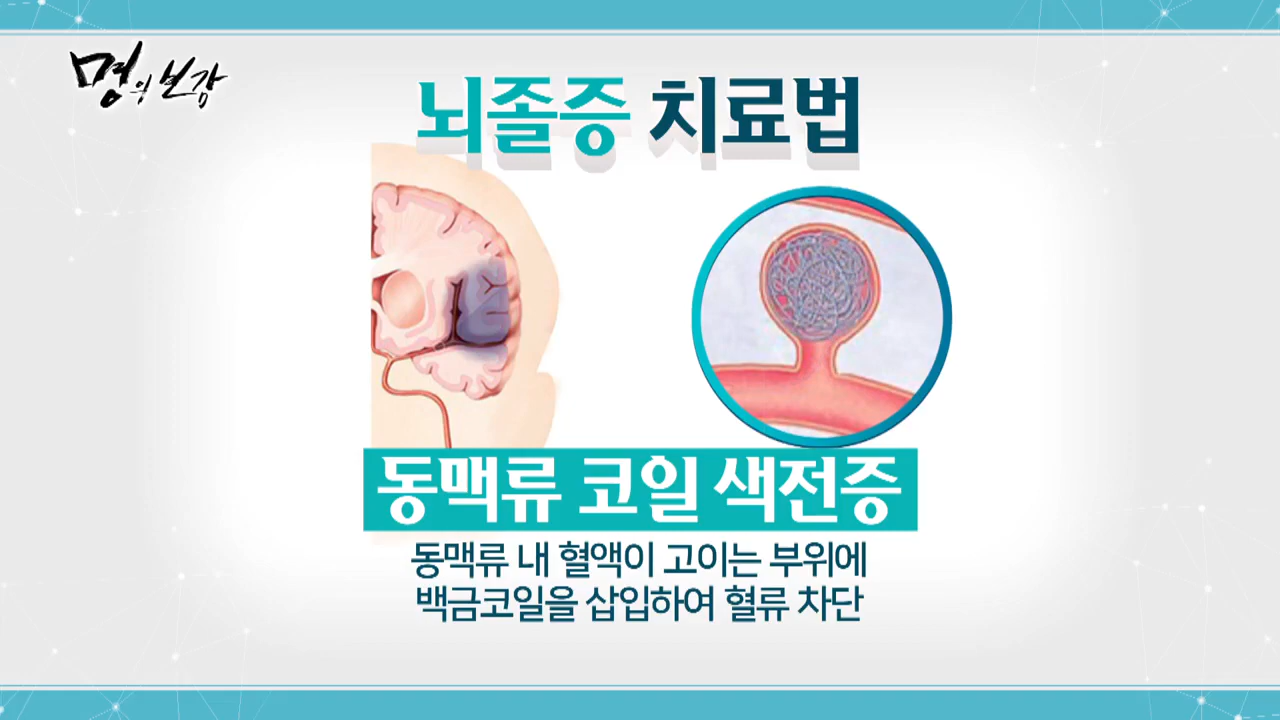 명의보감
뇌졸증 치료법
동맥류 코일 색전증
동맥류 내 혈액이 고이는 부위에
백금코일을 삽입하여 혈류 차단